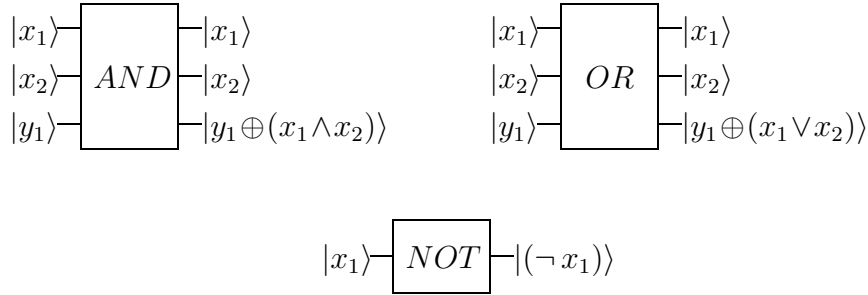 |x₁⟩ |x₁⟩ |x₁⟩ |x₁⟩
|x₂⟩ AND |x₂⟩ |x₂⟩ OR |x₂⟩
|y₁⟩ |y₁⊕(x₁∧x₂)⟩ |y₁⟩ |y₁⊕(x₁∨x₂)⟩
|x₁⟩ NOT |(¬x₁)⟩